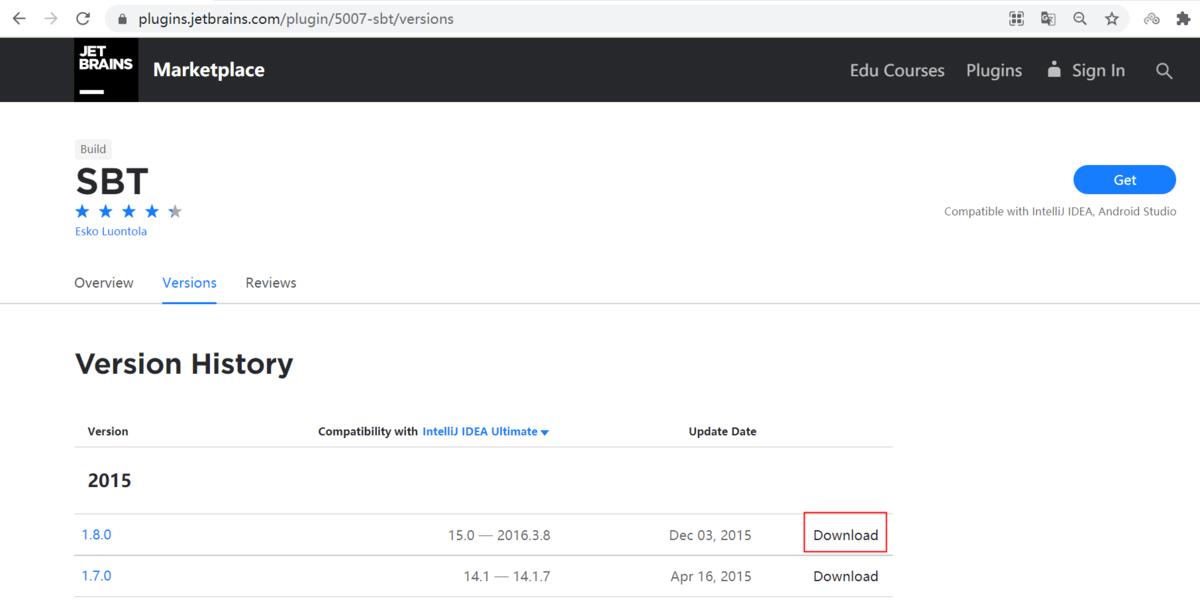 plugins.jetbrains.com/plugin/5007-sbt/versions
JET
BRAINS
Marketplace
Edu Courses
Plugins
Sign In
Build
SBT
Get
Compatible with IntelliJ IDEA, Android Studio
Esko Luontola
Overview
Versions
Reviews
Version History
Version
Compatibility with IntelliJ IDEA Ultimate
Update Date
2015
1.8.0
15.0 — 2016.3.8
Dec 03, 2015
Download
1.7.0
14.1 — 14.1.7
Apr 16, 2015
Download